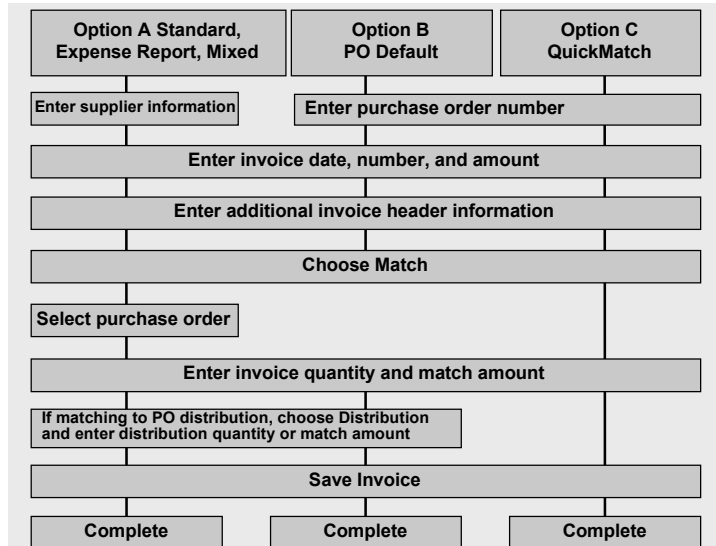 Option A Standard,
Expense Report, Mixed
Option B
PO Default
Option C
QuickMatch
Enter supplier information
Enter purchase order number
Enter invoice date, number, and amount
Enter additional invoice header information
Choose Match
Select purchase order
Enter invoice quantity and match amount
If matching to PO distribution, choose Distribution
and enter distribution quantity or match amount
Save Invoice
Complete
Complete
Complete